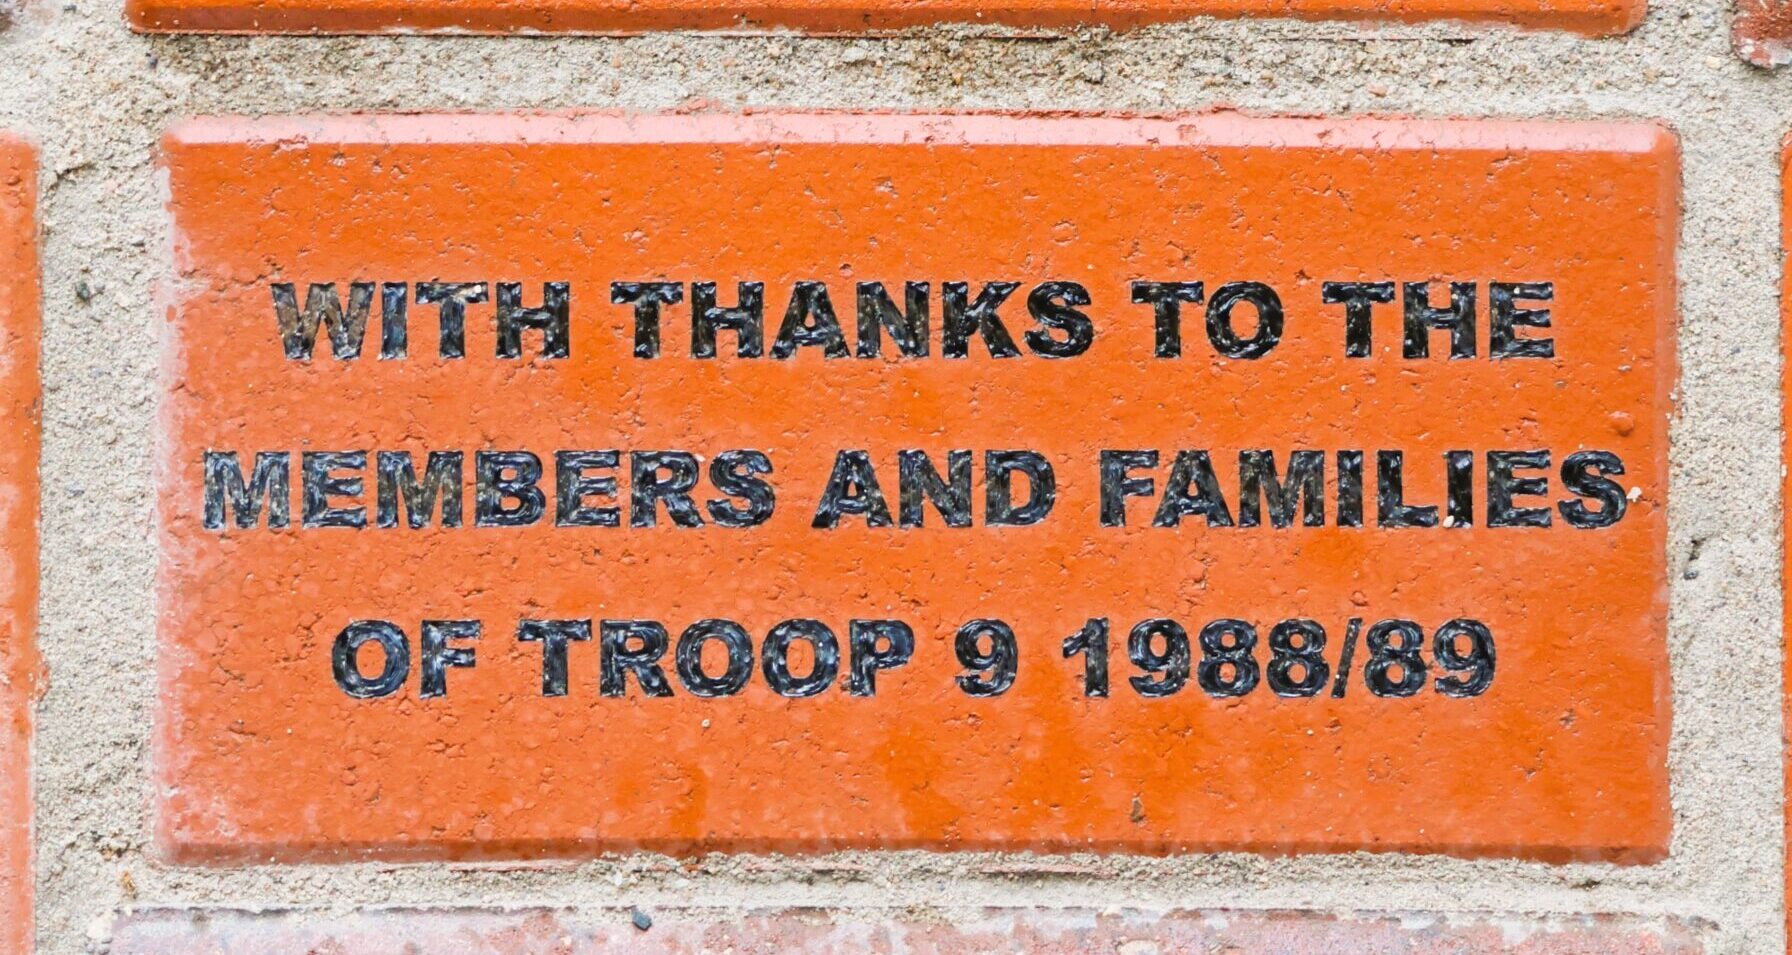 WITH THANKS TO THE
MEMBERS AND FAMILIES
OF TROOP 9 1988/89